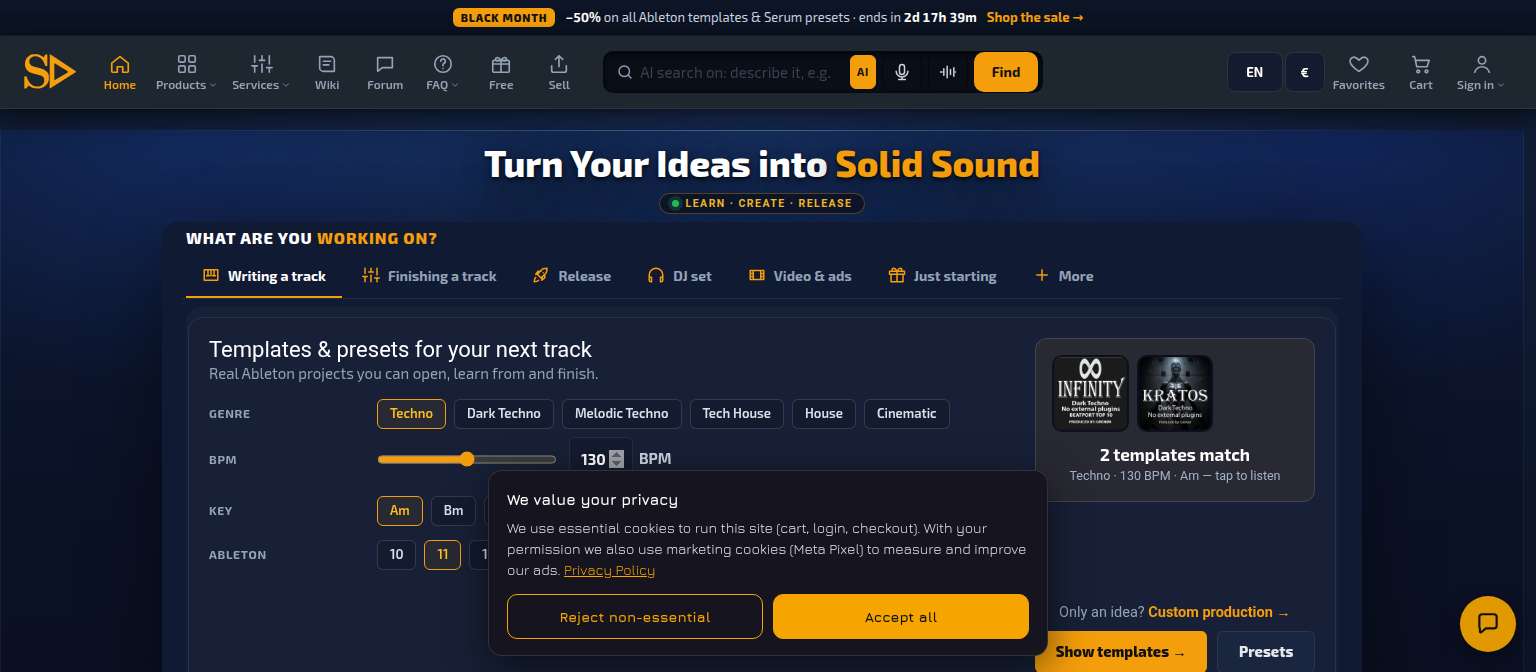 BLACK MONTH −50% on all Ableton templates & Serum presets · ends in 2d 17h 39m Shop the sale →
Home Products Services Wiki Forum FAQ Free Sell
AI search on: describe it, e.g. AI Find
EN € Favorites Cart Sign in
Turn Your Ideas into Solid Sound
LEARN · CREATE · RELEASE
WHAT ARE YOU WORKING ON?
Writing a track Finishing a track Release DJ set Video & ads Just starting More
Templates & presets for your next track
Real Ableton projects you can open, learn from and finish.
GENRE Techno Dark Techno Melodic Techno Tech House House Cinematic
BPM 130 BPM
KEY Am Bm
ABLETON 10 11
INFINITY
Dark Techno
No external plugins
BEATPORT TOP 10
KRATOS
Dark Techno
No external plugins
2 templates match
Techno · 130 BPM · Am — tap to listen
We value your privacy
We use essential cookies to run this site (cart, login, checkout). With your
permission we also use marketing cookies (Meta Pixel) to measure and improve
our ads. Privacy Policy
Reject non-essential Accept all
Only an idea? Custom production →
Show templates → Presets